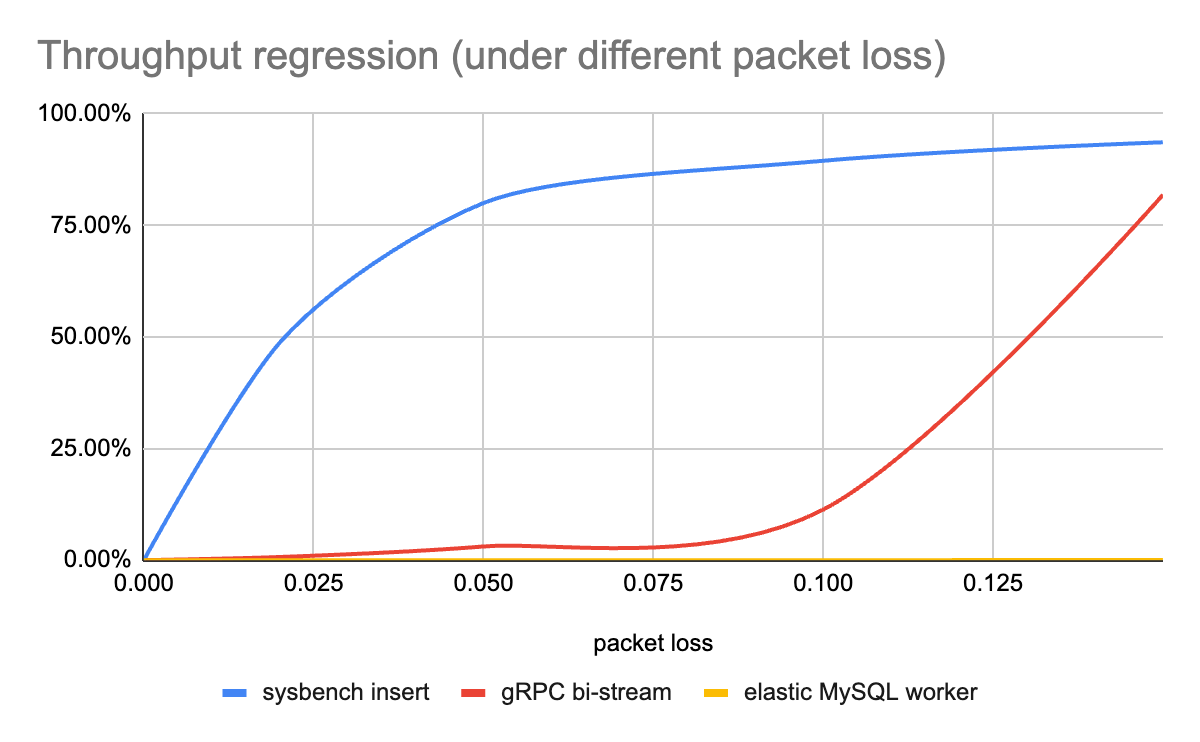 Throughput regression (under different packet loss)
100.00%
75.00%
50.00%
25.00%
0.00%
0.000 0.025 0.050 0.075 0.100 0.125
packet loss
sysbench insert gRPC bi-stream elastic MySQL worker